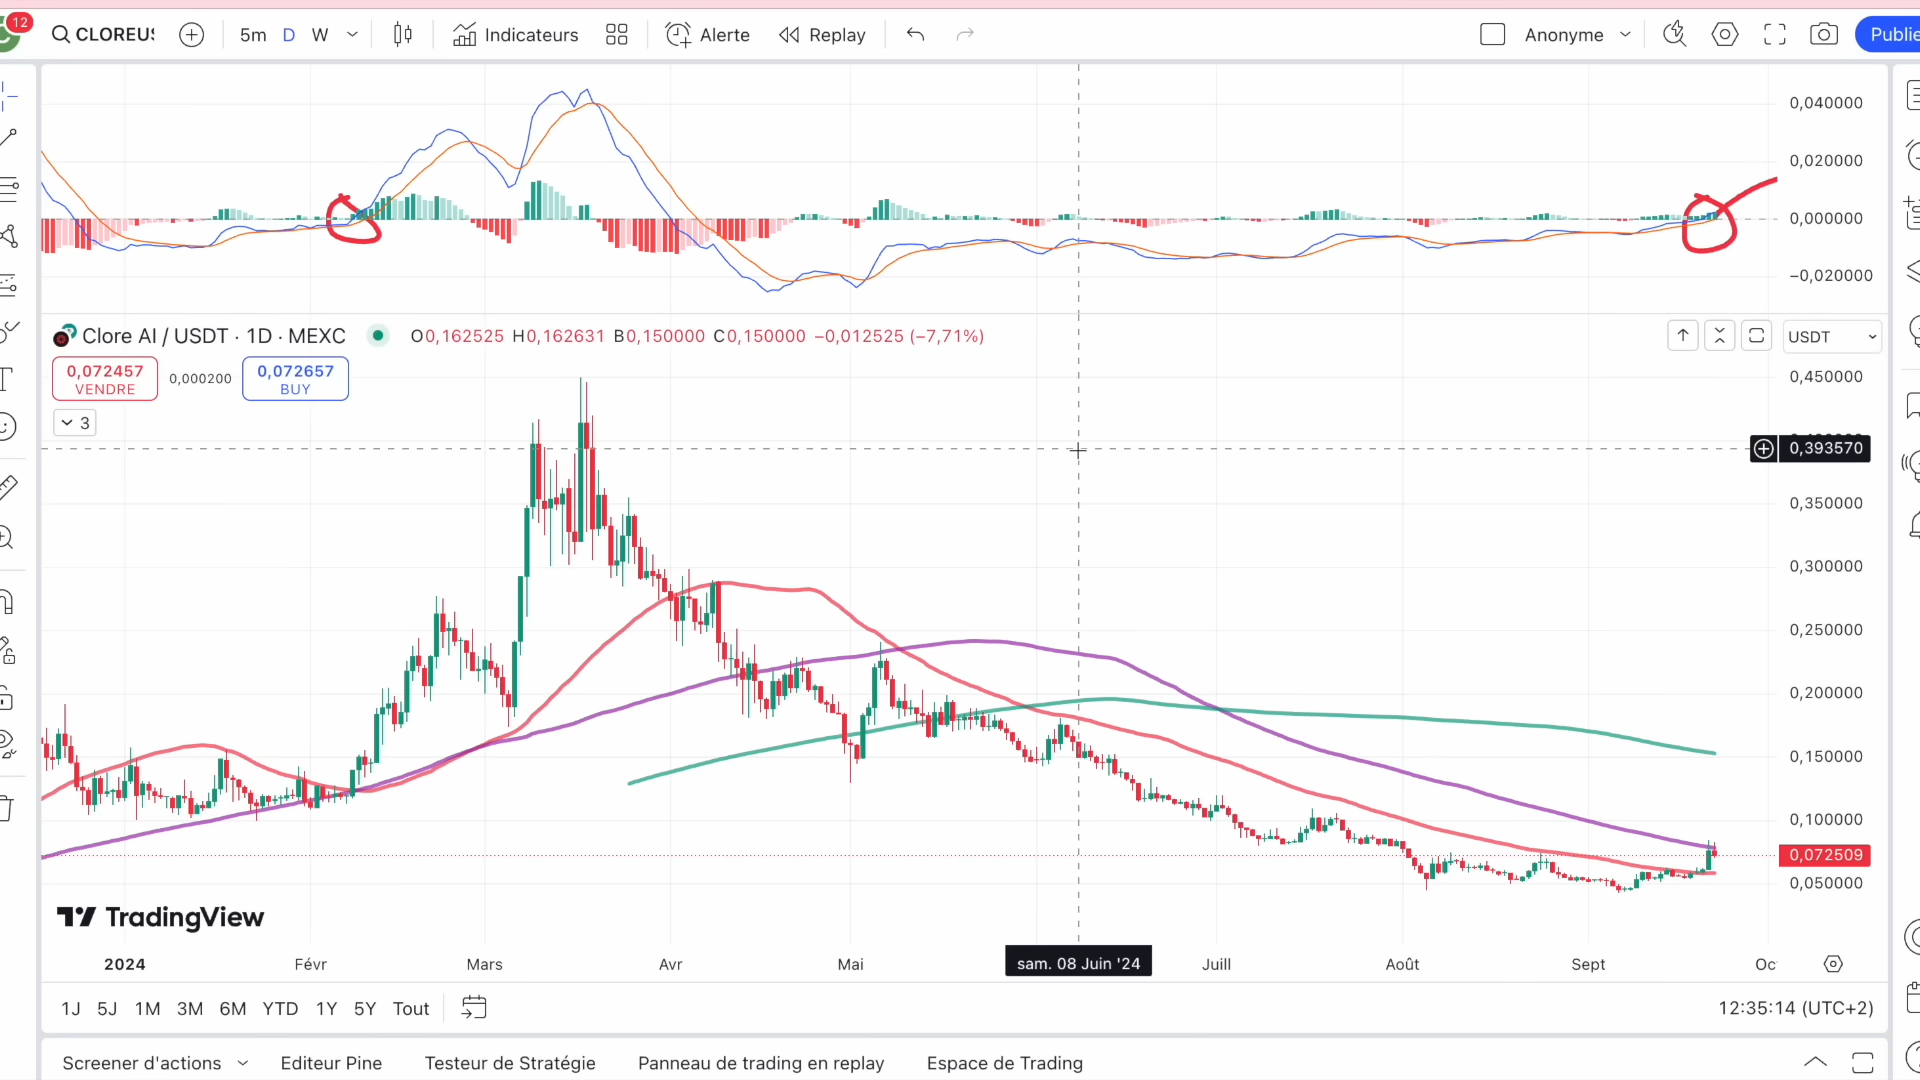 12 CLOREUS 5m D W Indicateurs Alerte Replay Anonyme Publie
0,040000
0,020000
0,000000
−0,020000
Clore AI / USDT · 1D · MEXC O0,162525 H0,162631 B0,150000 C0,150000 −0,012525 (−7,71%) USDT
0,072457 0,000200 0,072657
VENDRE BUY
3
0,450000
0,393570
0,350000
0,300000
0,250000
0,200000
0,150000
0,100000
0,072509
0,050000
TradingView
2024 Févr Mars Avr Mai sam. 08 Juin '24 Juill Août Sept Oc
1J 5J 1M 3M 6M YTD 1Y 5Y Tout 12:35:14 (UTC+2)
Screener d'actions Editeur Pine Testeur de Stratégie Panneau de trading en replay Espace de Trading